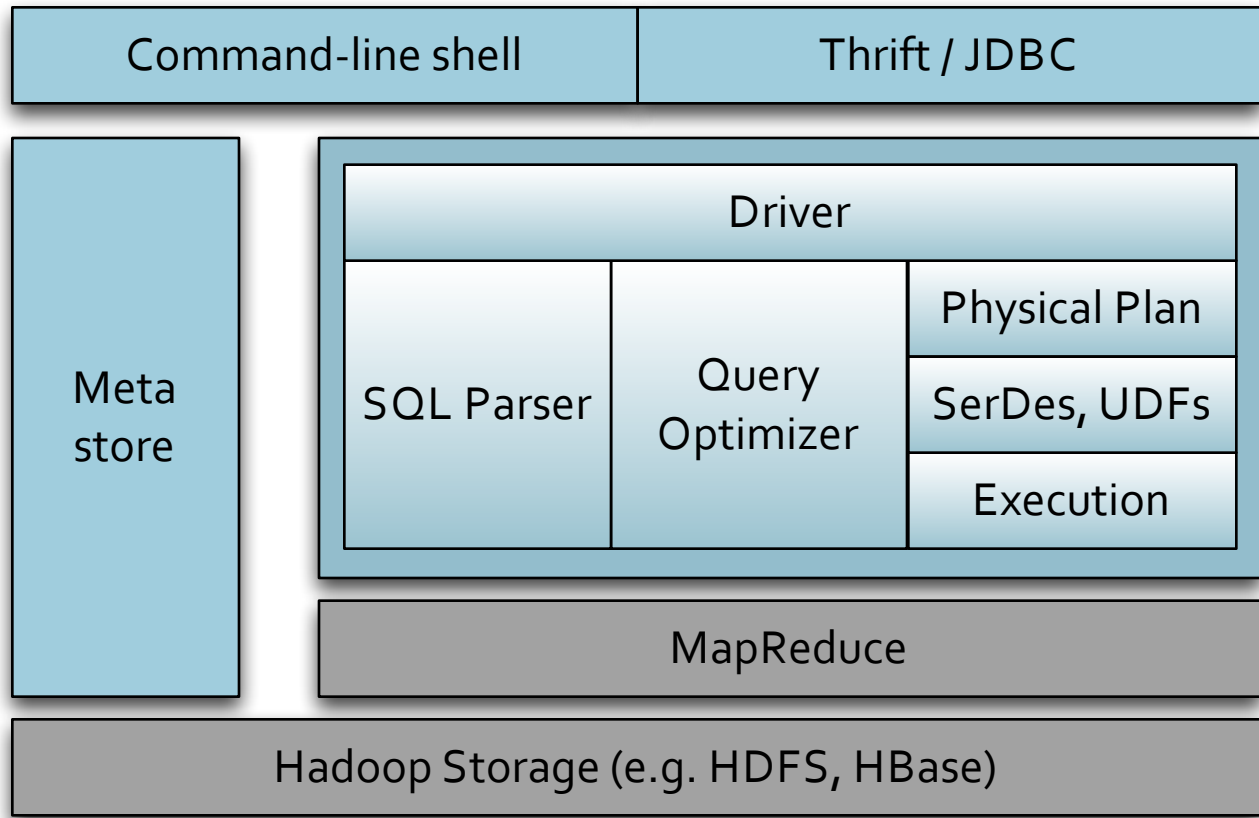 Command-line shell
Thrift / JDBC
Meta
store
Driver
SQL Parser
Query
Optimizer
Physical Plan
SerDes, UDFs
Execution
MapReduce
Hadoop Storage (e.g. HDFS, HBase)